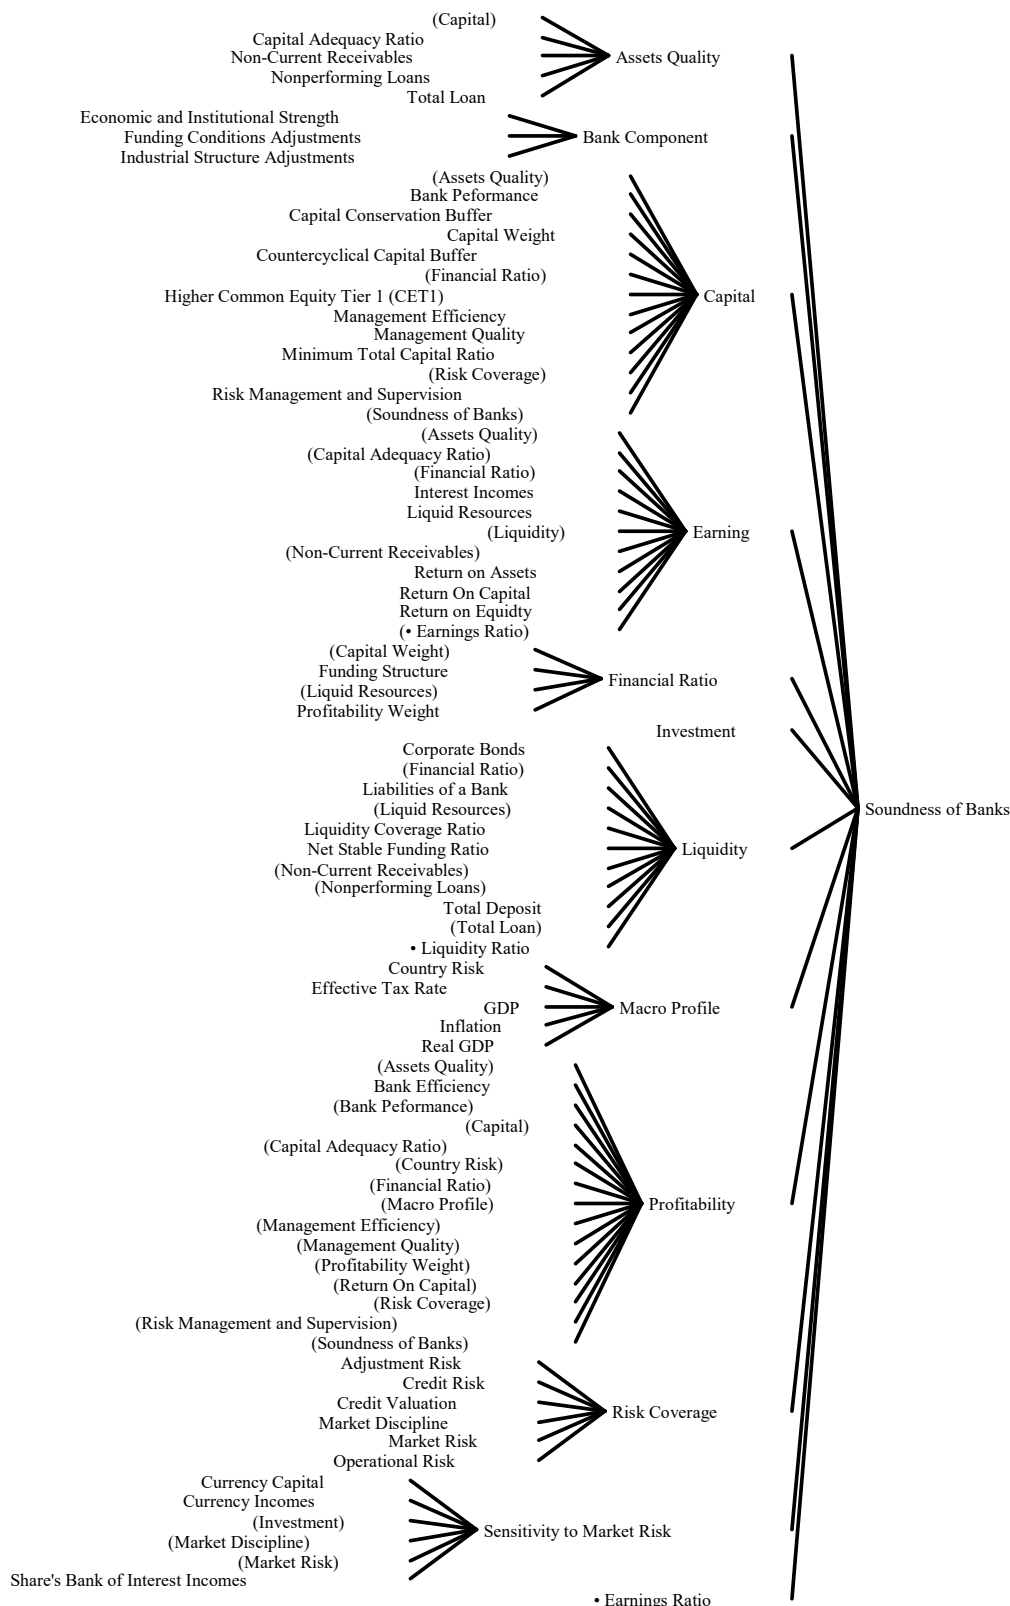 (Capital)
Capital Adequacy Ratio
Non-Current Receivables
Nonperforming Loans
Total Loan
Assets Quality
Economic and Institutional Strength
Funding Conditions Adjustments
Industrial Structure Adjustments
Bank Component
(Assets Quality)
Bank Peformance
Capital Conservation Buffer
Capital Weight
Countercyclical Capital Buffer
(Financial Ratio)
Higher Common Equity Tier 1 (CET1)
Management Efficiency
Management Quality
Minimum Total Capital Ratio
(Risk Coverage)
Risk Management and Supervision
(Soundness of Banks)
Capital
(Assets Quality)
(Capital Adequacy Ratio)
(Financial Ratio)
Interest Incomes
Liquid Resources
(Liquidity)
(Non-Current Receivables)
Return on Assets
Return On Capital
Return on Equidty
(• Earnings Ratio)
Earning
(Capital Weight)
Funding Structure
(Liquid Resources)
Profitability Weight
Financial Ratio
Investment
Corporate Bonds
(Financial Ratio)
Liabilities of a Bank
(Liquid Resources)
Liquidity Coverage Ratio
Net Stable Funding Ratio
(Non-Current Receivables)
(Nonperforming Loans)
Total Deposit
(Total Loan)
• Liquidity Ratio
Liquidity
Country Risk
Effective Tax Rate
GDP
Inflation
Real GDP
Macro Profile
(Assets Quality)
Bank Efficiency
(Bank Peformance)
(Capital)
(Capital Adequacy Ratio)
(Country Risk)
(Financial Ratio)
(Macro Profile)
(Management Efficiency)
(Management Quality)
(Profitability Weight)
(Return On Capital)
(Risk Coverage)
(Risk Management and Supervision)
(Soundness of Banks)
Profitability
Adjustment Risk
Credit Risk
Credit Valuation
Market Discipline
Market Risk
Operational Risk
Risk Coverage
Currency Capital
Currency Incomes
(Investment)
(Market Discipline)
(Market Risk)
Share's Bank of Interest Incomes
Sensitivity to Market Risk
• Earnings Ratio
Soundness of Banks